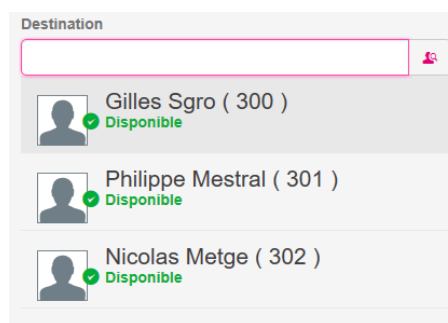 Destination
Gilles Sgro ( 300 )
Disponible
Philippe Mestral ( 301 )
Disponible
Nicolas Metge ( 302 )
Disponible